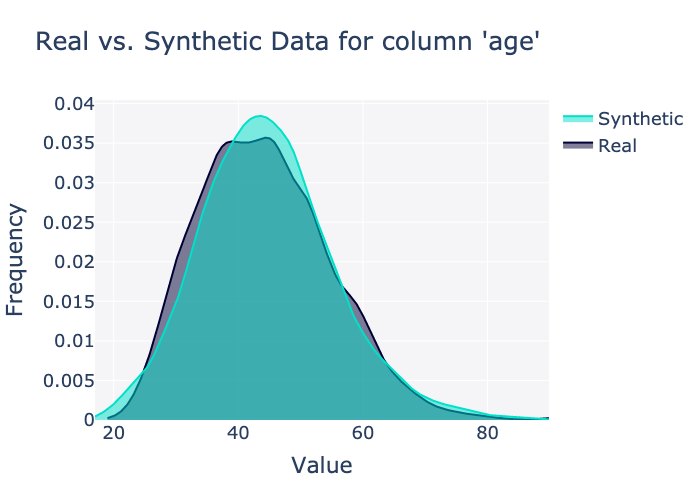 Real vs. Synthetic Data for column 'age'
Synthetic
Real
Frequency
0.04
0.035
0.03
0.025
0.02
0.015
0.01
0.005
0
20 40 60 80
Value